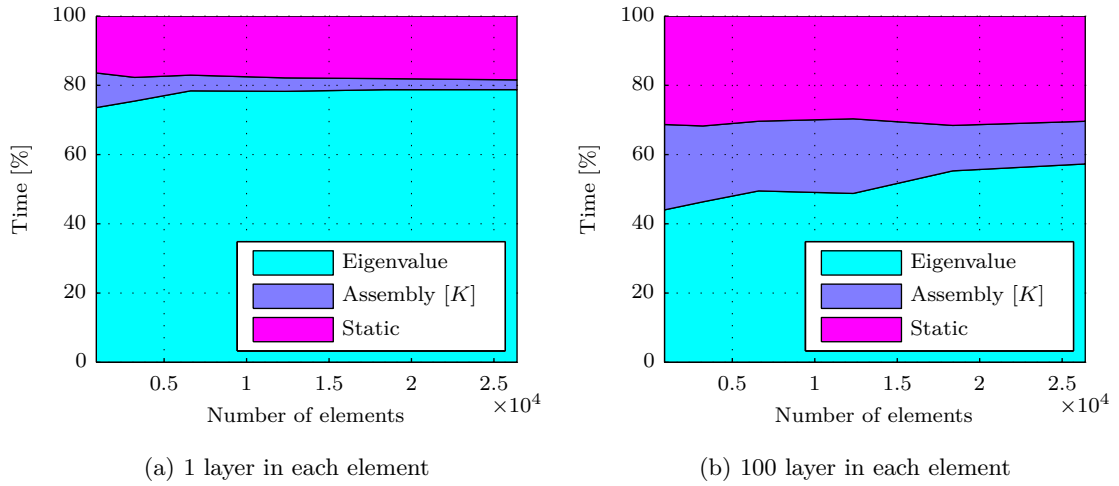 100
80
60
40
20
0
Time [%]
Eigenvalue
Assembly [K]
Static
0.5 1 1.5 2 2.5
×10^4
Number of elements
(a) 1 layer in each element
100
80
60
40
20
0
Time [%]
Eigenvalue
Assembly [K]
Static
0.5 1 1.5 2 2.5
×10^4
Number of elements
(b) 100 layer in each element